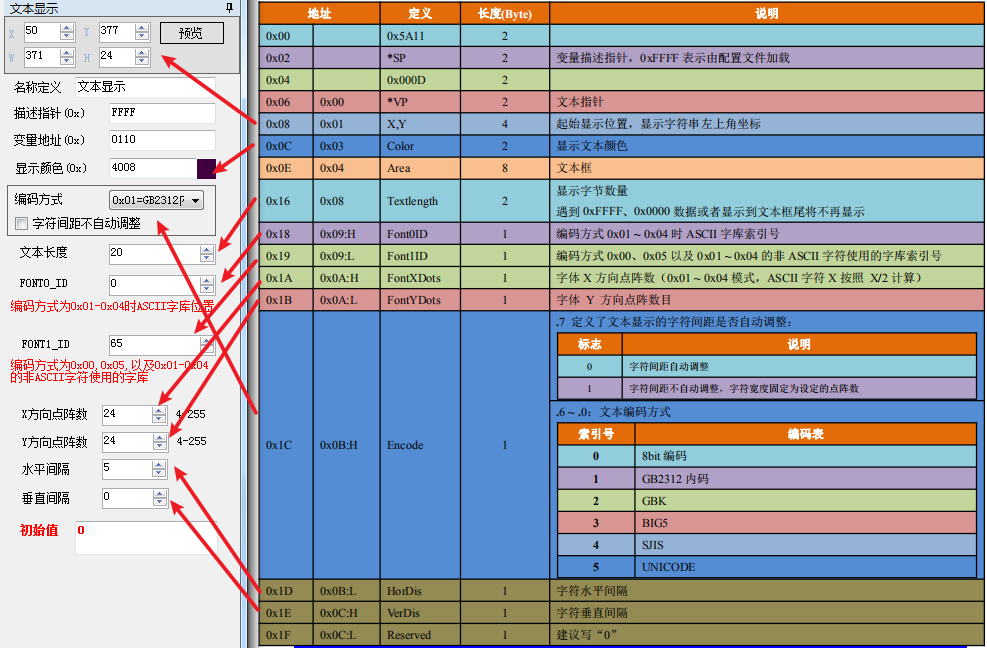 文本显示
X 50 Y 377 预览
W 371 H 24
名称定义 文本显示
描述指针(0x) FFFF
变量地址(0x) 0110
显示颜色(0x) 4008
编码方式 0x01=GB2312
字符间距不自动调整
文本长度 20
FONT0_ID 0
编码方式为0x01-0x04时ASCII字库位置
FONT1_ID 65
编码方式为0x00,0x05,以及0x01-0x04
的非ASCII字符使用的字库
X方向点阵数 24 4-255
Y方向点阵数 24 4-255
水平间隔 5
垂直间隔 0
初始值 0
地址 定义 长度(Byte) 说明
0x00 0x5A11 2
0x02 *SP 2 变量描述指针，0xFFFF 表示由配置文件加载
0x04 0x000D 2
0x06 0x00 *VP 2 文本指针
0x08 0x01 X,Y 4 起始显示位置，显示字符串左上角坐标
0x0C 0x03 Color 2 显示文本颜色
0x0E 0x04 Area 8 文本框
0x16 0x08 Textlength 2 显示字节数量
遇到 0xFFFF、0x0000 数据或者显示到文本框尾将不再显示
0x18 0x09:H Font0ID 1 编码方式 0x01～0x04 时 ASCII 字库索引号
0x19 0x09:L Font1ID 1 编码方式 0x00、0x05 以及 0x01～0x04 的非 ASCII 字符使用的字库索引号
0x1A 0x0A:H FontXDots 1 字体 X 方向点阵数（0x01～0x04 模式，ASCII 字符 X 按照 X/2 计算）
0x1B 0x0A:L FontYDots 1 字体 Y 方向点阵数目
0x1C 0x0B:H Encode 1
.7 定义了文本显示的字符间距是否自动调整：
标志 说明
0 字符间距自动调整
1 字符间距不自动调整，字符宽度固定为设定的点阵数
.6～.0：文本编码方式
索引号 编码表
0 8bit 编码
1 GB2312 内码
2 GBK
3 BIG5
4 SJIS
5 UNICODE
0x1D 0x0B:L HorDis 1 字符水平间隔
0x1E 0x0C:H VerDis 1 字符垂直间隔
0x1F 0x0C:L Reserved 1 建议写“0”